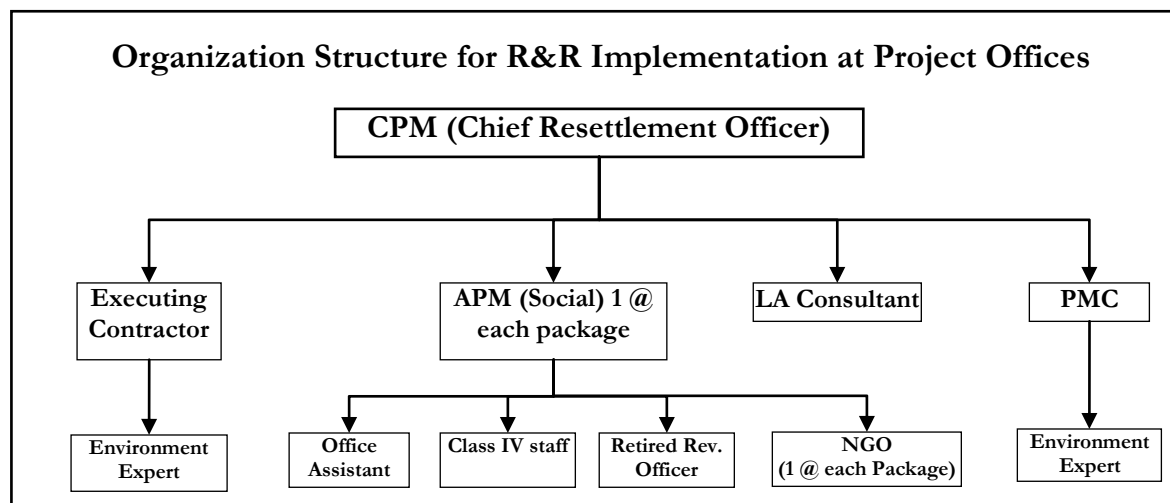 Organization Structure for R&R Implementation at Project Offices
CPM (Chief Resettlement Officer)
Executing
Contractor
APM (Social) 1 @
each package
LA Consultant
PMC
Environment
Expert
Office
Assistant
Class IV staff
Retired Rev.
Officer
NGO
(1 @ each Package)
Environment
Expert